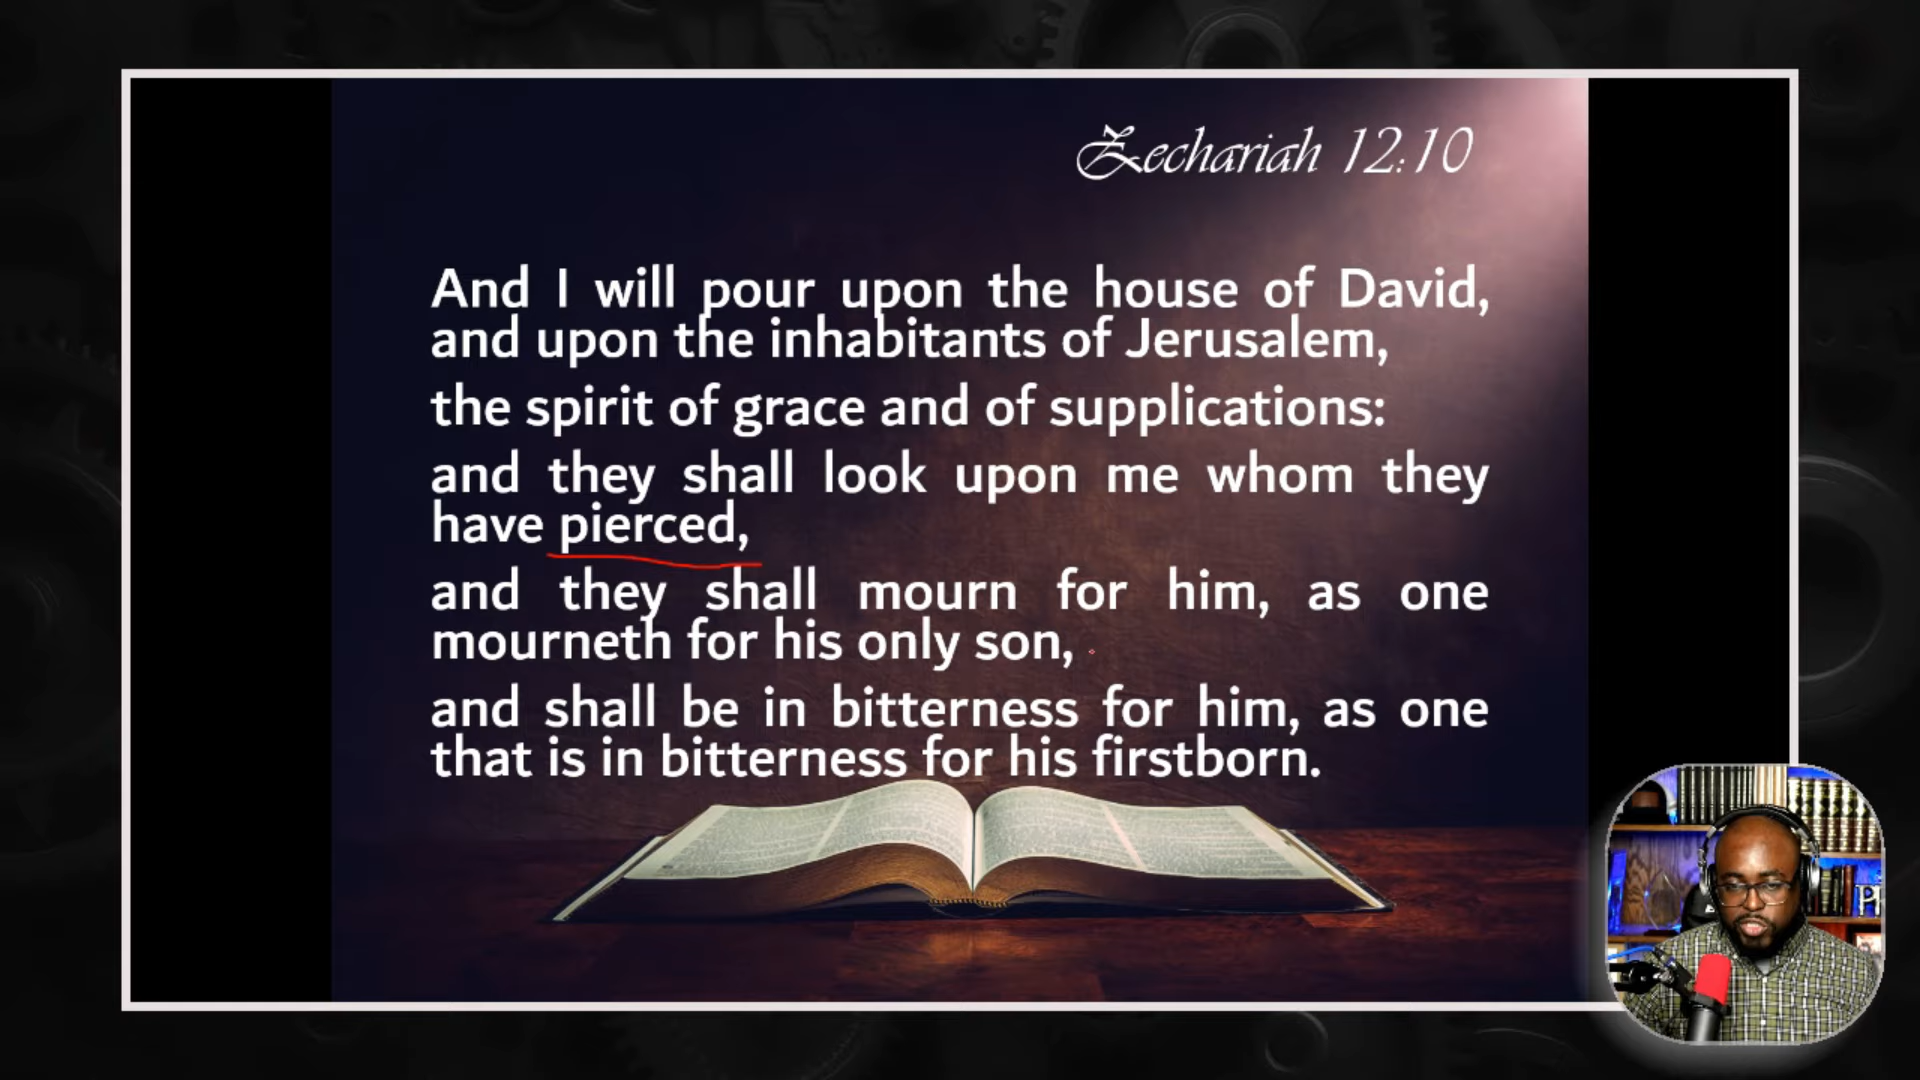 Zechariah 12:10
And I will pour upon the house of David,
and upon the inhabitants of Jerusalem,
the spirit of grace and of supplications:
and they shall look upon me whom they
have pierced,
and they shall mourn for him, as one
mourneth for his only son,
and shall be in bitterness for him, as one
that is in bitterness for his firstborn.